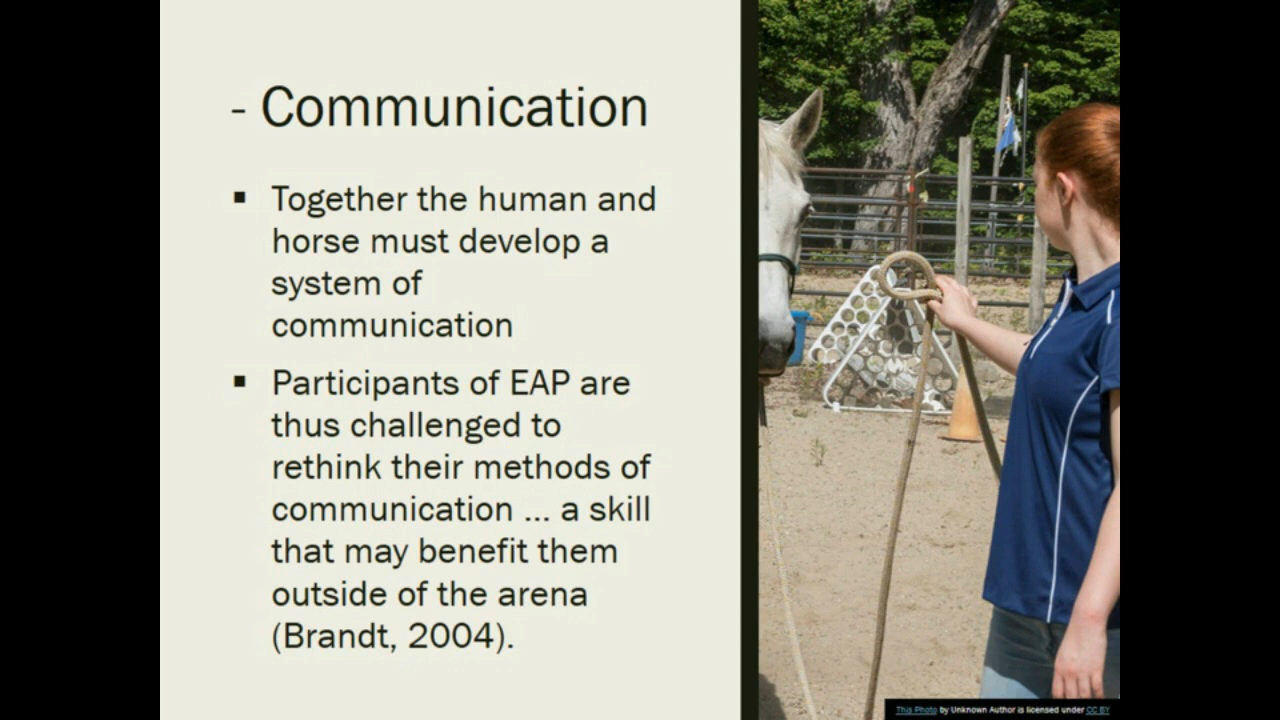 - Communication
▪ Together the human and
horse must develop a
system of
communication
▪ Participants of EAP are
thus challenged to
rethink their methods of
communication ... a skill
that may benefit them
outside of the arena
(Brandt, 2004).
This Photo by Unknown Author is licensed under CC BY